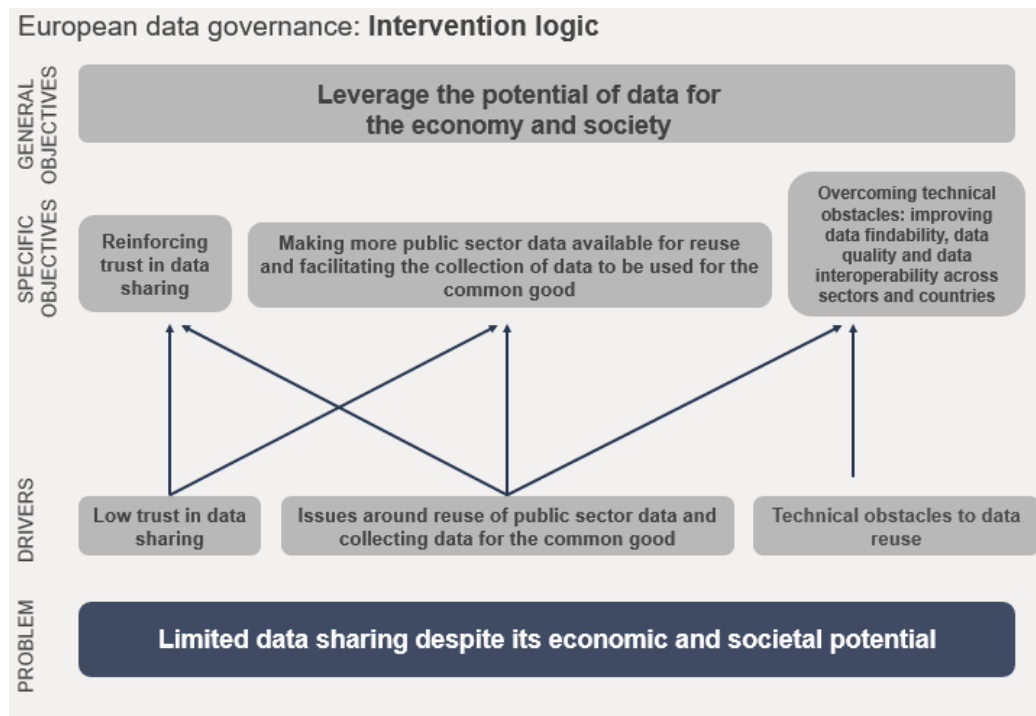 European data governance: Intervention logic
GENERAL
OBJECTIVES
Leverage the potential of data for
the economy and society
SPECIFIC
OBJECTIVES
Reinforcing
trust in data
sharing
Making more public sector data available for reuse
and facilitating the collection of data to be used for the
common good
Overcoming technical
obstacles: improving
data findability, data
quality and data
interoperability across
sectors and countries
DRIVERS
Low trust in data
sharing
Issues around reuse of public sector data and
collecting data for the common good
Technical obstacles to data
reuse
PROBLEM
Limited data sharing despite its economic and societal potential